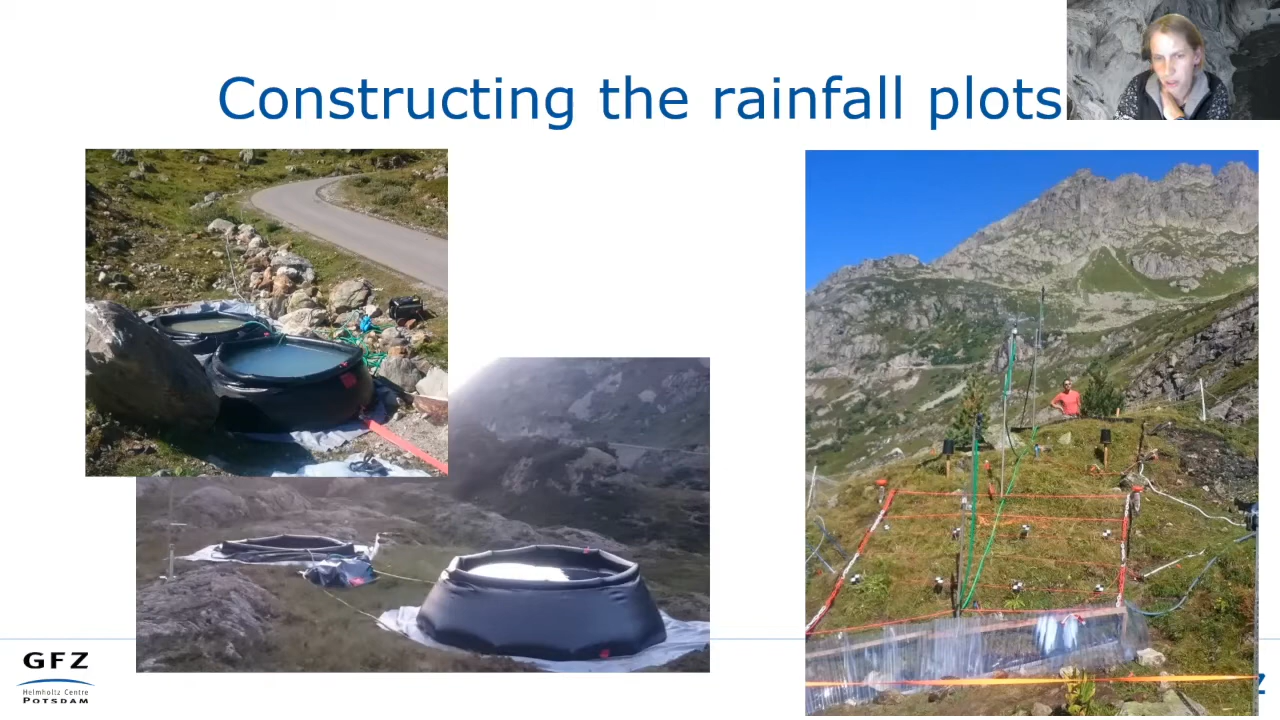 Constructing the rainfall plots
GFZ
Helmholtz Centre
POTSDAM
Z